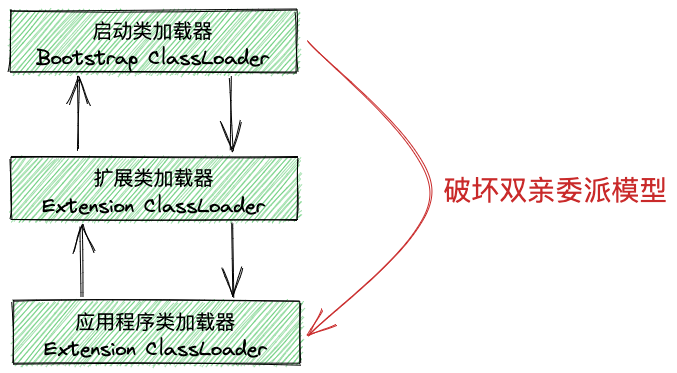 启动类加载器
Bootstrap ClassLoader
扩展类加载器
Extension ClassLoader
破坏双亲委派模型
应用程序类加载器
Extension ClassLoader